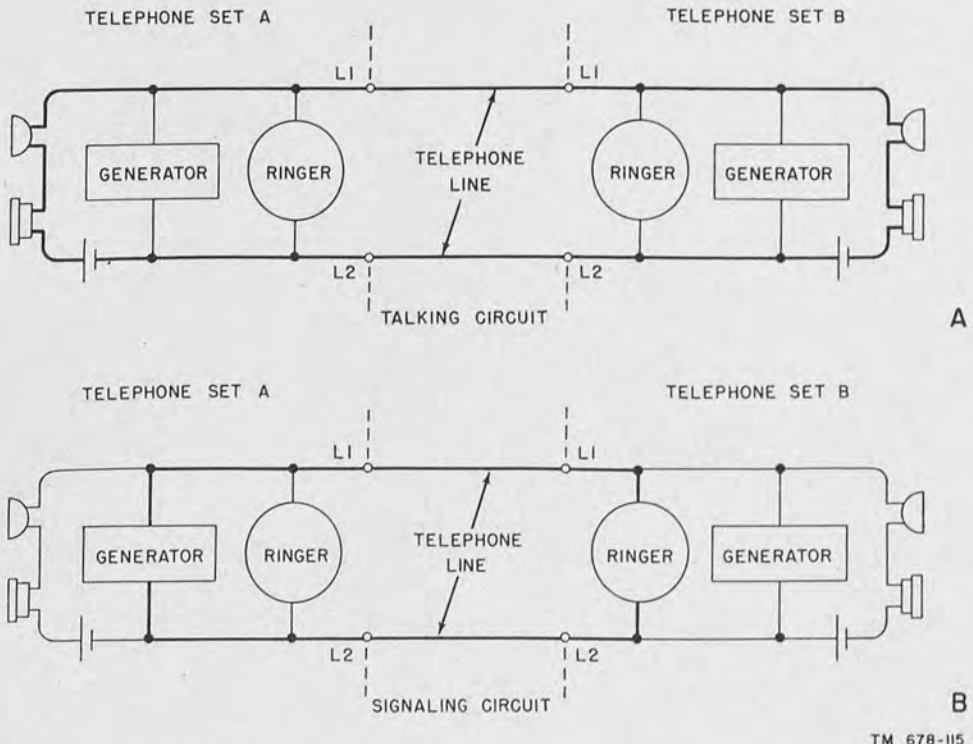 TELEPHONE SET A
TELEPHONE SET B
L1
L1
GENERATOR
RINGER
TELEPHONE
LINE
RINGER
GENERATOR
L2
L2
TALKING CIRCUIT
A
TELEPHONE SET A
TELEPHONE SET B
L1
L1
GENERATOR
RINGER
TELEPHONE
LINE
RINGER
GENERATOR
L2
L2
SIGNALING CIRCUIT
B
TM 678-115